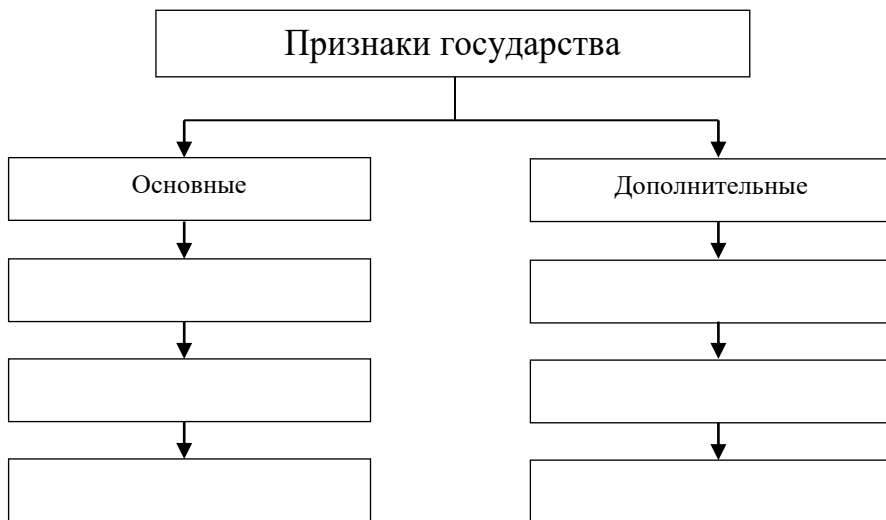 Признаки государства
Основные
Дополнительные